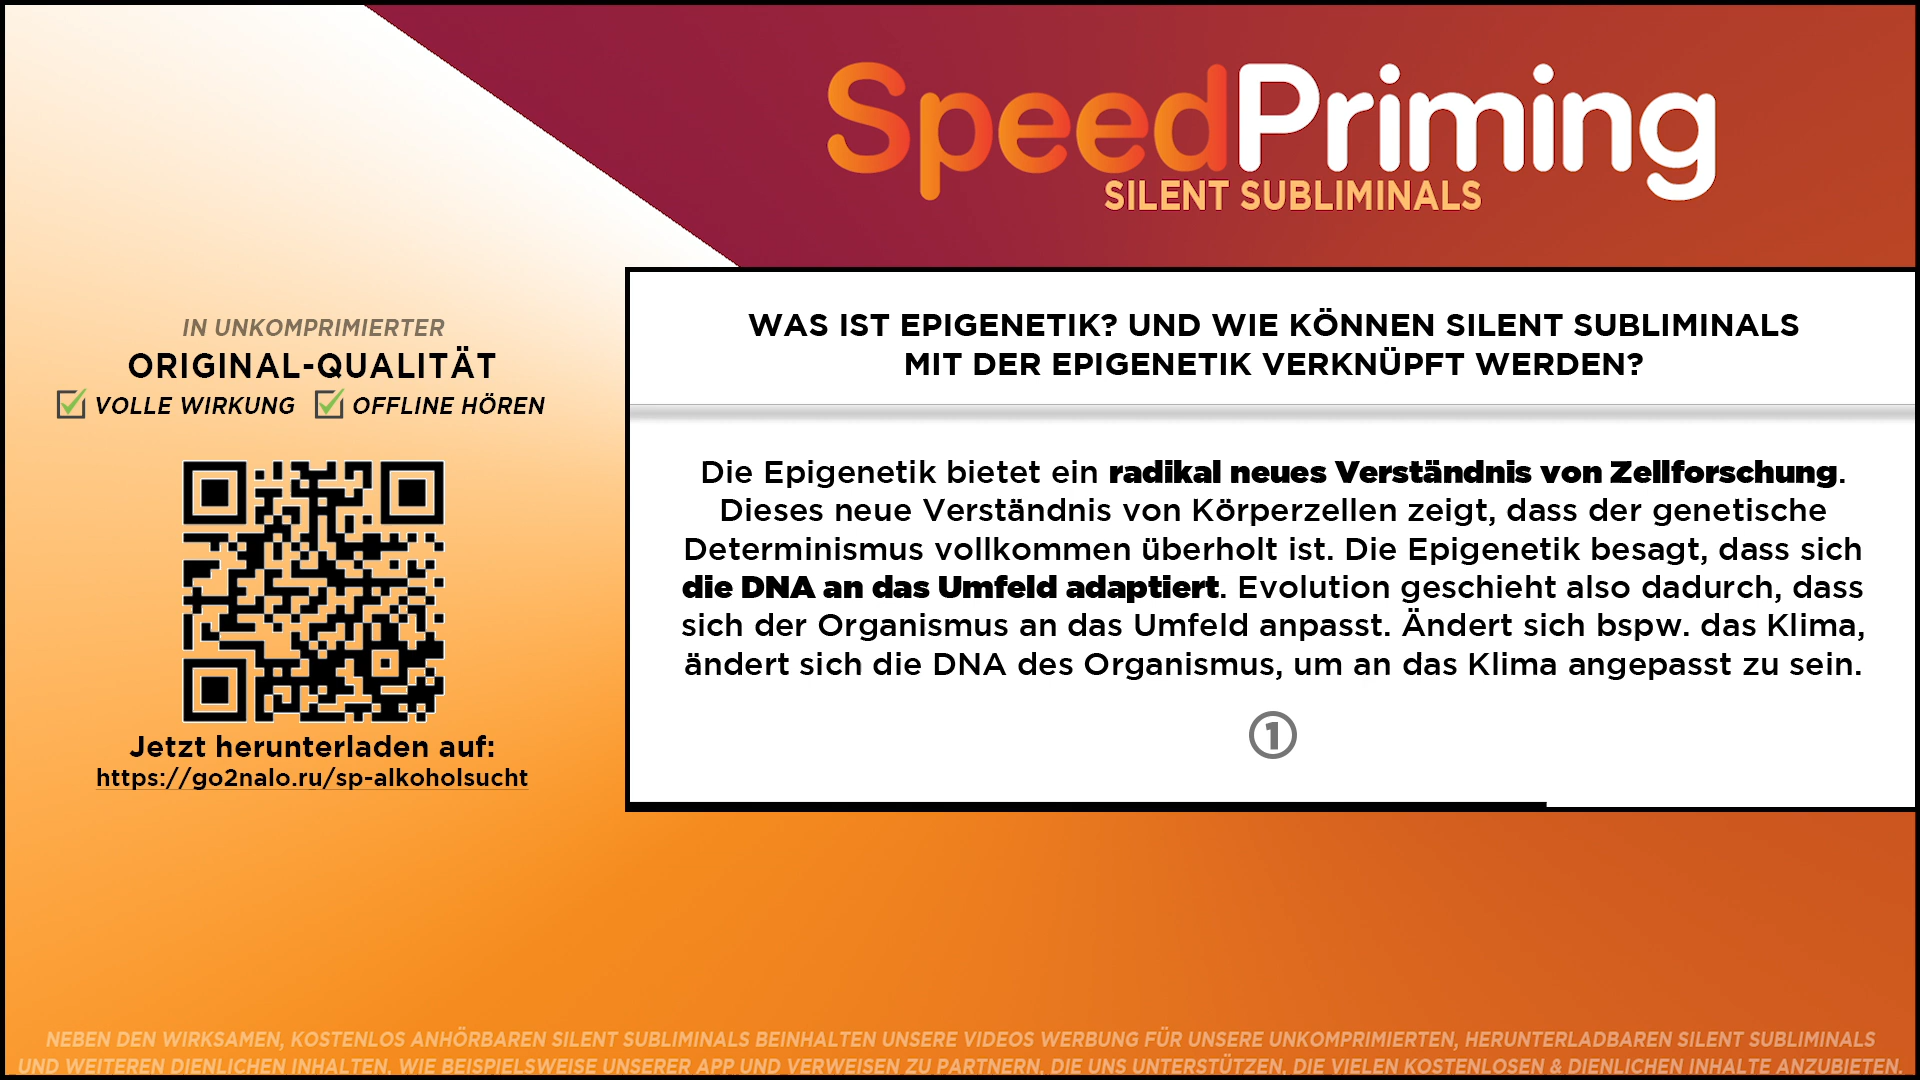 SpeedPriming
SILENT SUBLIMINALS
IN UNKOMPRIMIERTER
ORIGINAL-QUALITÄT
VOLLE WIRKUNG OFFLINE HÖREN
Jetzt herunterladen auf:
https://go2nalo.ru/sp-alkoholsucht
WAS IST EPIGENETIK? UND WIE KÖNNEN SILENT SUBLIMINALS
MIT DER EPIGENETIK VERKNÜPFT WERDEN?
Die Epigenetik bietet ein radikal neues Verständnis von Zellforschung.
Dieses neue Verständnis von Körperzellen zeigt, dass der genetische
Determinismus vollkommen überholt ist. Die Epigenetik besagt, dass sich
die DNA an das Umfeld adaptiert. Evolution geschieht also dadurch, dass
sich der Organismus an das Umfeld anpasst. Ändert sich bspw. das Klima,
ändert sich die DNA des Organismus, um an das Klima angepasst zu sein.
1
NEBEN DEN WIRKSAMEN, KOSTENLOS ANHÖRBAREN SILENT SUBLIMINALS BEINHALTEN UNSERE VIDEOS WERBUNG FÜR UNSERE UNKOMPRIMIERTEN, HERUNTERLADBAREN SILENT SUBLIMINALS
UND WEITEREN DIENLICHEN INHALTEN, WIE BEISPIELSWEISE UNSERER APP UND VERWEISEN ZU PARTNERN, DIE UNS UNTERSTÜTZEN, DIE VIELEN KOSTENLOSEN & DIENLICHEN INHALTE ANZUBIETEN.